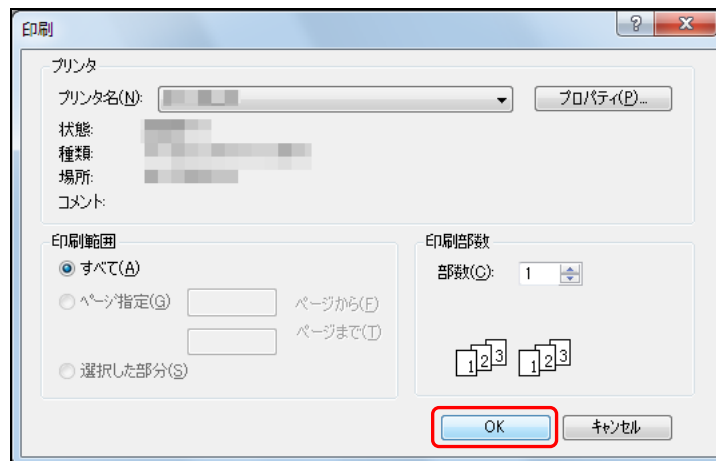 印刷
プリンタ
プリンタ名(N):
プロパティ(P)...
状態:
種類:
場所:
コメント:
印刷範囲
すべて(A)
ページ指定(G)
ページから(F)
ページまで(T)
選択した部分(S)
印刷部数
部数(C): 1
1 2 3 1 2 3
OK
キャンセル